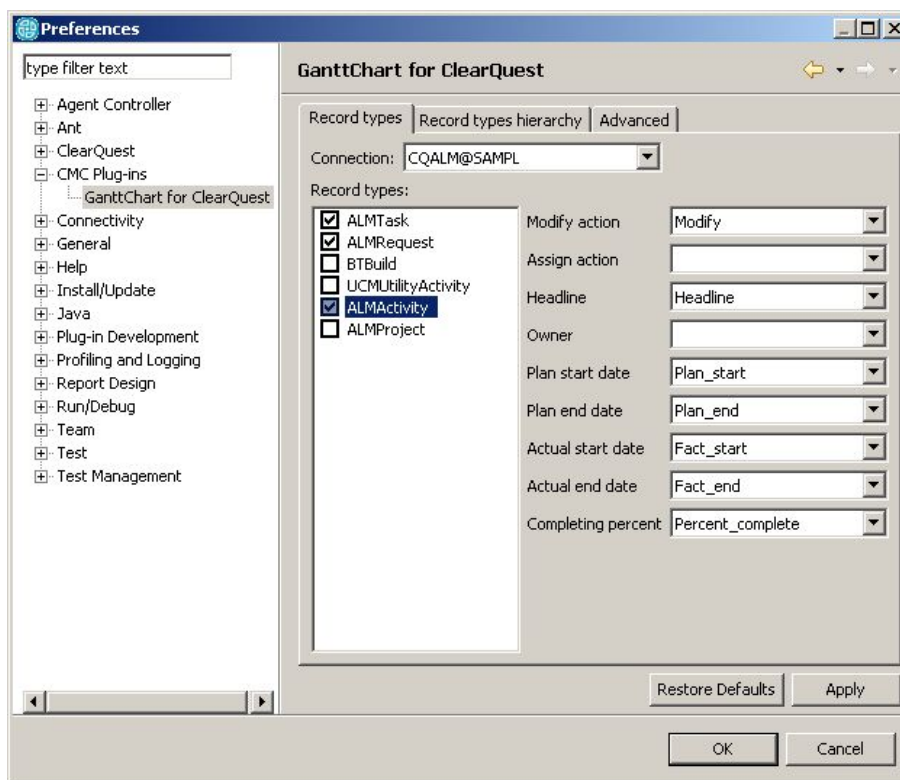 Preferences
type filter text
Agent Controller
Ant
ClearQuest
CMC Plug-ins
GanttChart for ClearQuest
Connectivity
General
Help
Install/Update
Java
Plug-in Development
Profiling and Logging
Report Design
Run/Debug
Team
Test
Test Management
GanttChart for ClearQuest
Record types Record types hierarchy Advanced
Connection: CQALM@SAMPL
Record types:
ALMTask
ALMRequest
BTBuild
UCMUtilityActivity
ALMActivity
ALMProject
Modify action Modify
Assign action
Headline Headline
Owner
Plan start date Plan_start
Plan end date Plan_end
Actual start date Fact_start
Actual end date Fact_end
Completing percent Percent_complete
Restore Defaults Apply
OK Cancel